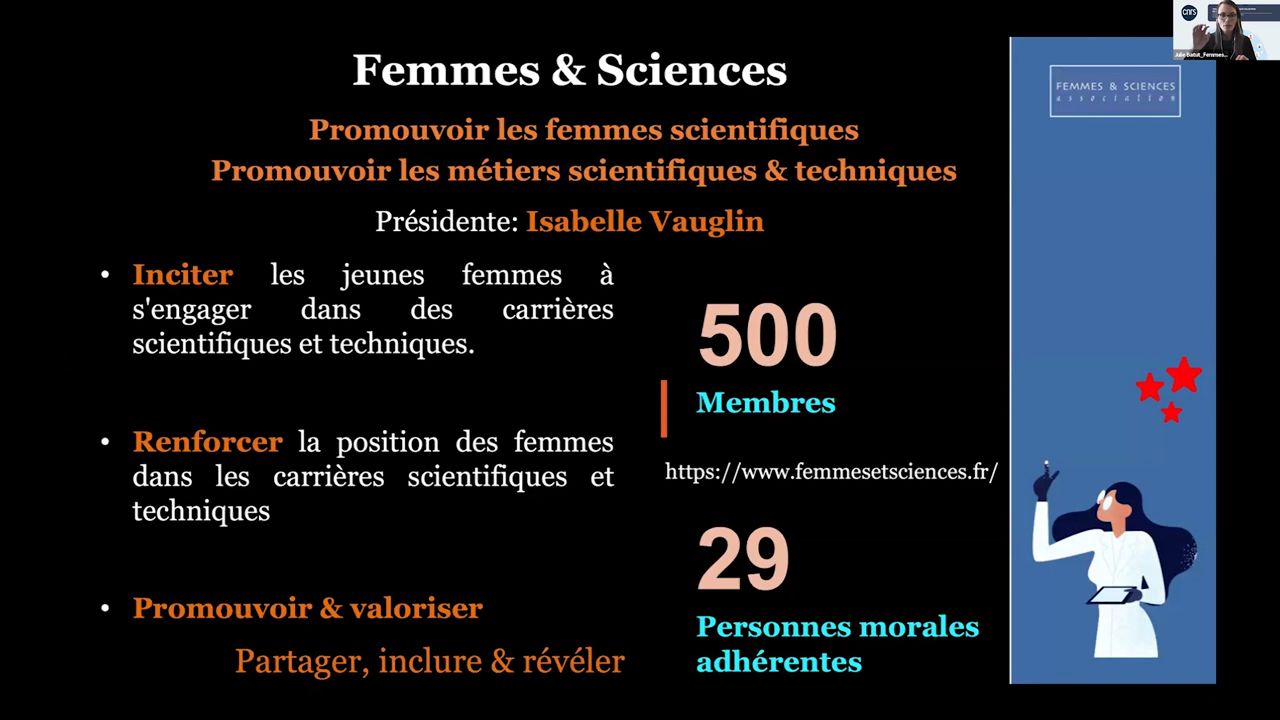 Femmes & Sciences
Promouvoir les femmes scientifiques
Promouvoir les métiers scientifiques & techniques
Présidente: Isabelle Vauglin
• Inciter les jeunes femmes à
s'engager dans des carrières
scientifiques et techniques.
• Renforcer la position des femmes
dans les carrières scientifiques et
techniques
• Promouvoir & valoriser
Partager, inclure & révéler
500
Membres
https://www.femmesetsciences.fr/
29
Personnes morales
adhérentes
FEMMES & SCIENCES
association
cnrs